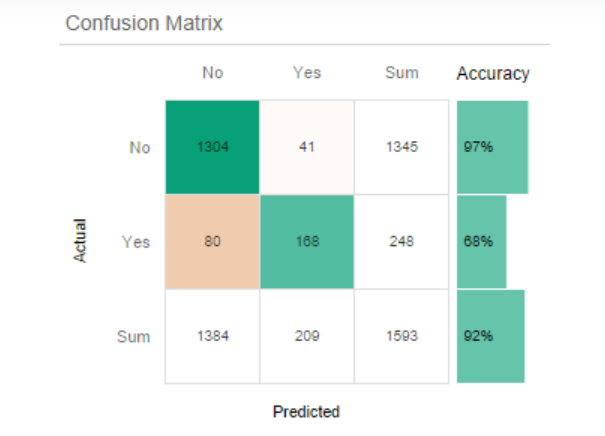 Confusion Matrix
No Yes Sum Accuracy
No 1304 41 1345 97%
Actual
Yes 80 168 248 68%
Sum 1384 209 1593 92%
Predicted